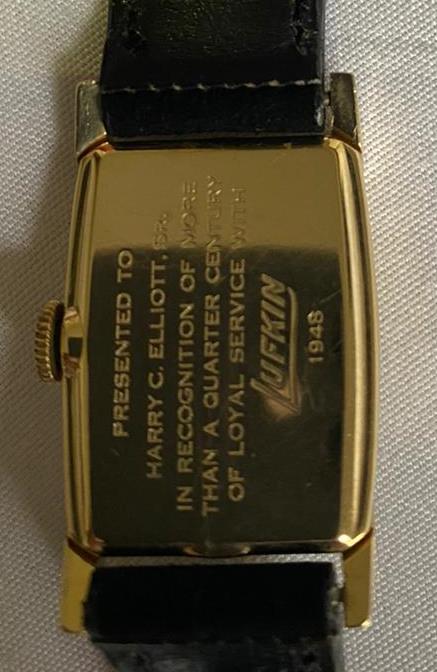 PRESENTED TO
HARRY C. ELLIOTT, SR.
IN RECOGNITION OF MORE
THAN A QUARTER CENTURY
OF LOYAL SERVICE WITH
LUFKIN
1948